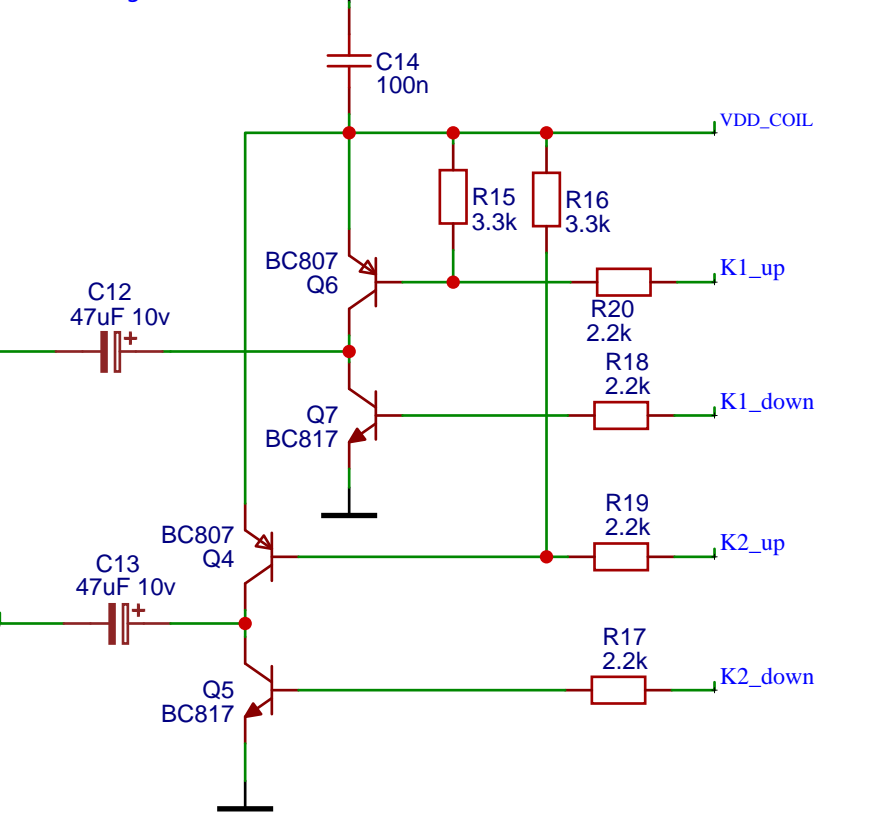 C14
100n
VDD_COIL
R15
3.3k
R16
3.3k
BC807
Q6
K1_up
C12
47uF 10v
R20
2.2k
R18
2.2k
K1_down
Q7
BC817
R19
2.2k
BC807
Q4
K2_up
C13
47uF 10v
R17
2.2k
K2_down
Q5
BC817